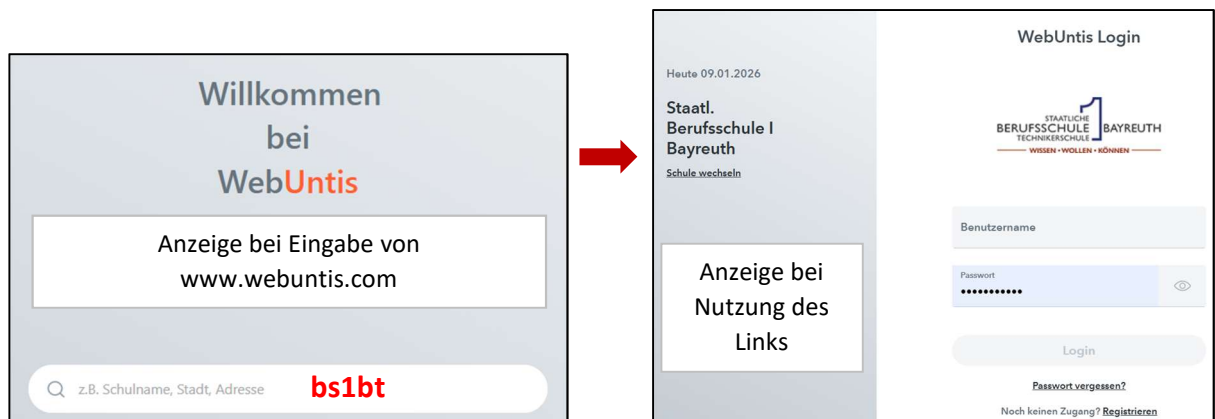 Willkommen
bei
WebUntis
Anzeige bei Eingabe von
www.webuntis.com
z.B. Schulname, Stadt, Adresse bs1bt
Heute 09.01.2026
Staatl.
Berufsschule I
Bayreuth
Schule wechseln
Anzeige bei
Nutzung des
Links
WebUntis Login
STAATLICHE
BERUFSSCHULE 1 BAYREUTH
TECHNIKERSCHULE
WISSEN • WOLLEN • KÖNNEN
Benutzername
Passwort
•••••••••••
Login
Passwort vergessen?
Noch keinen Zugang? Registrieren